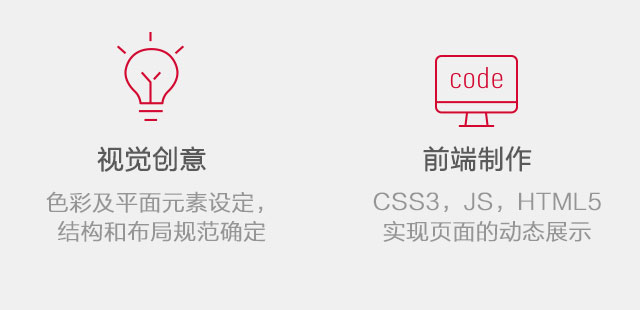 code
视觉创意
前端制作
色彩及平面元素设定，
结构和布局规范确定
CSS3，JS，HTML5
实现页面的动态展示